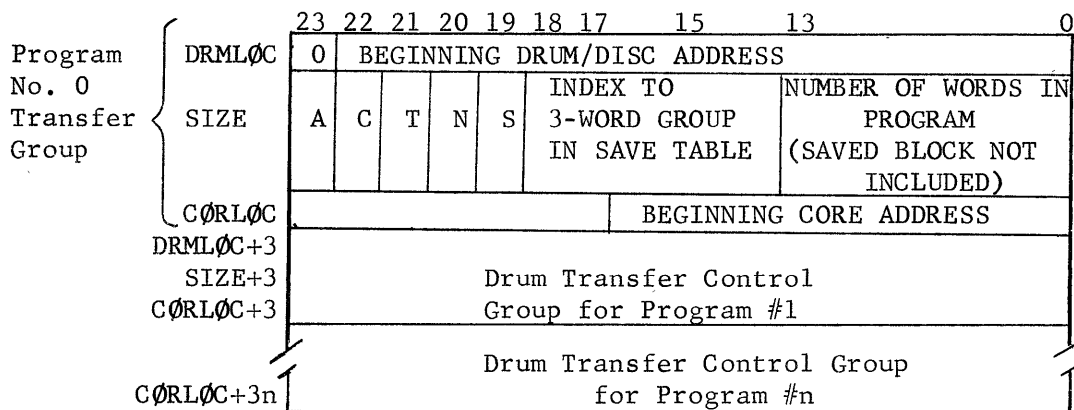 23 22 21 20 19 18 17 15 13 0
Program DRMLØC 0 BEGINNING DRUM/DISC ADDRESS
No. 0
Transfer SIZE A C T N S INDEX TO 3-WORD GROUP IN SAVE TABLE NUMBER OF WORDS IN PROGRAM (SAVED BLOCK NOT INCLUDED)
Group
CØRLØC BEGINNING CORE ADDRESS
DRMLØC+3
SIZE+3 Drum Transfer Control
CØRLØC+3 Group for Program #1
Drum Transfer Control Group
CØRLØC+3n for Program #n